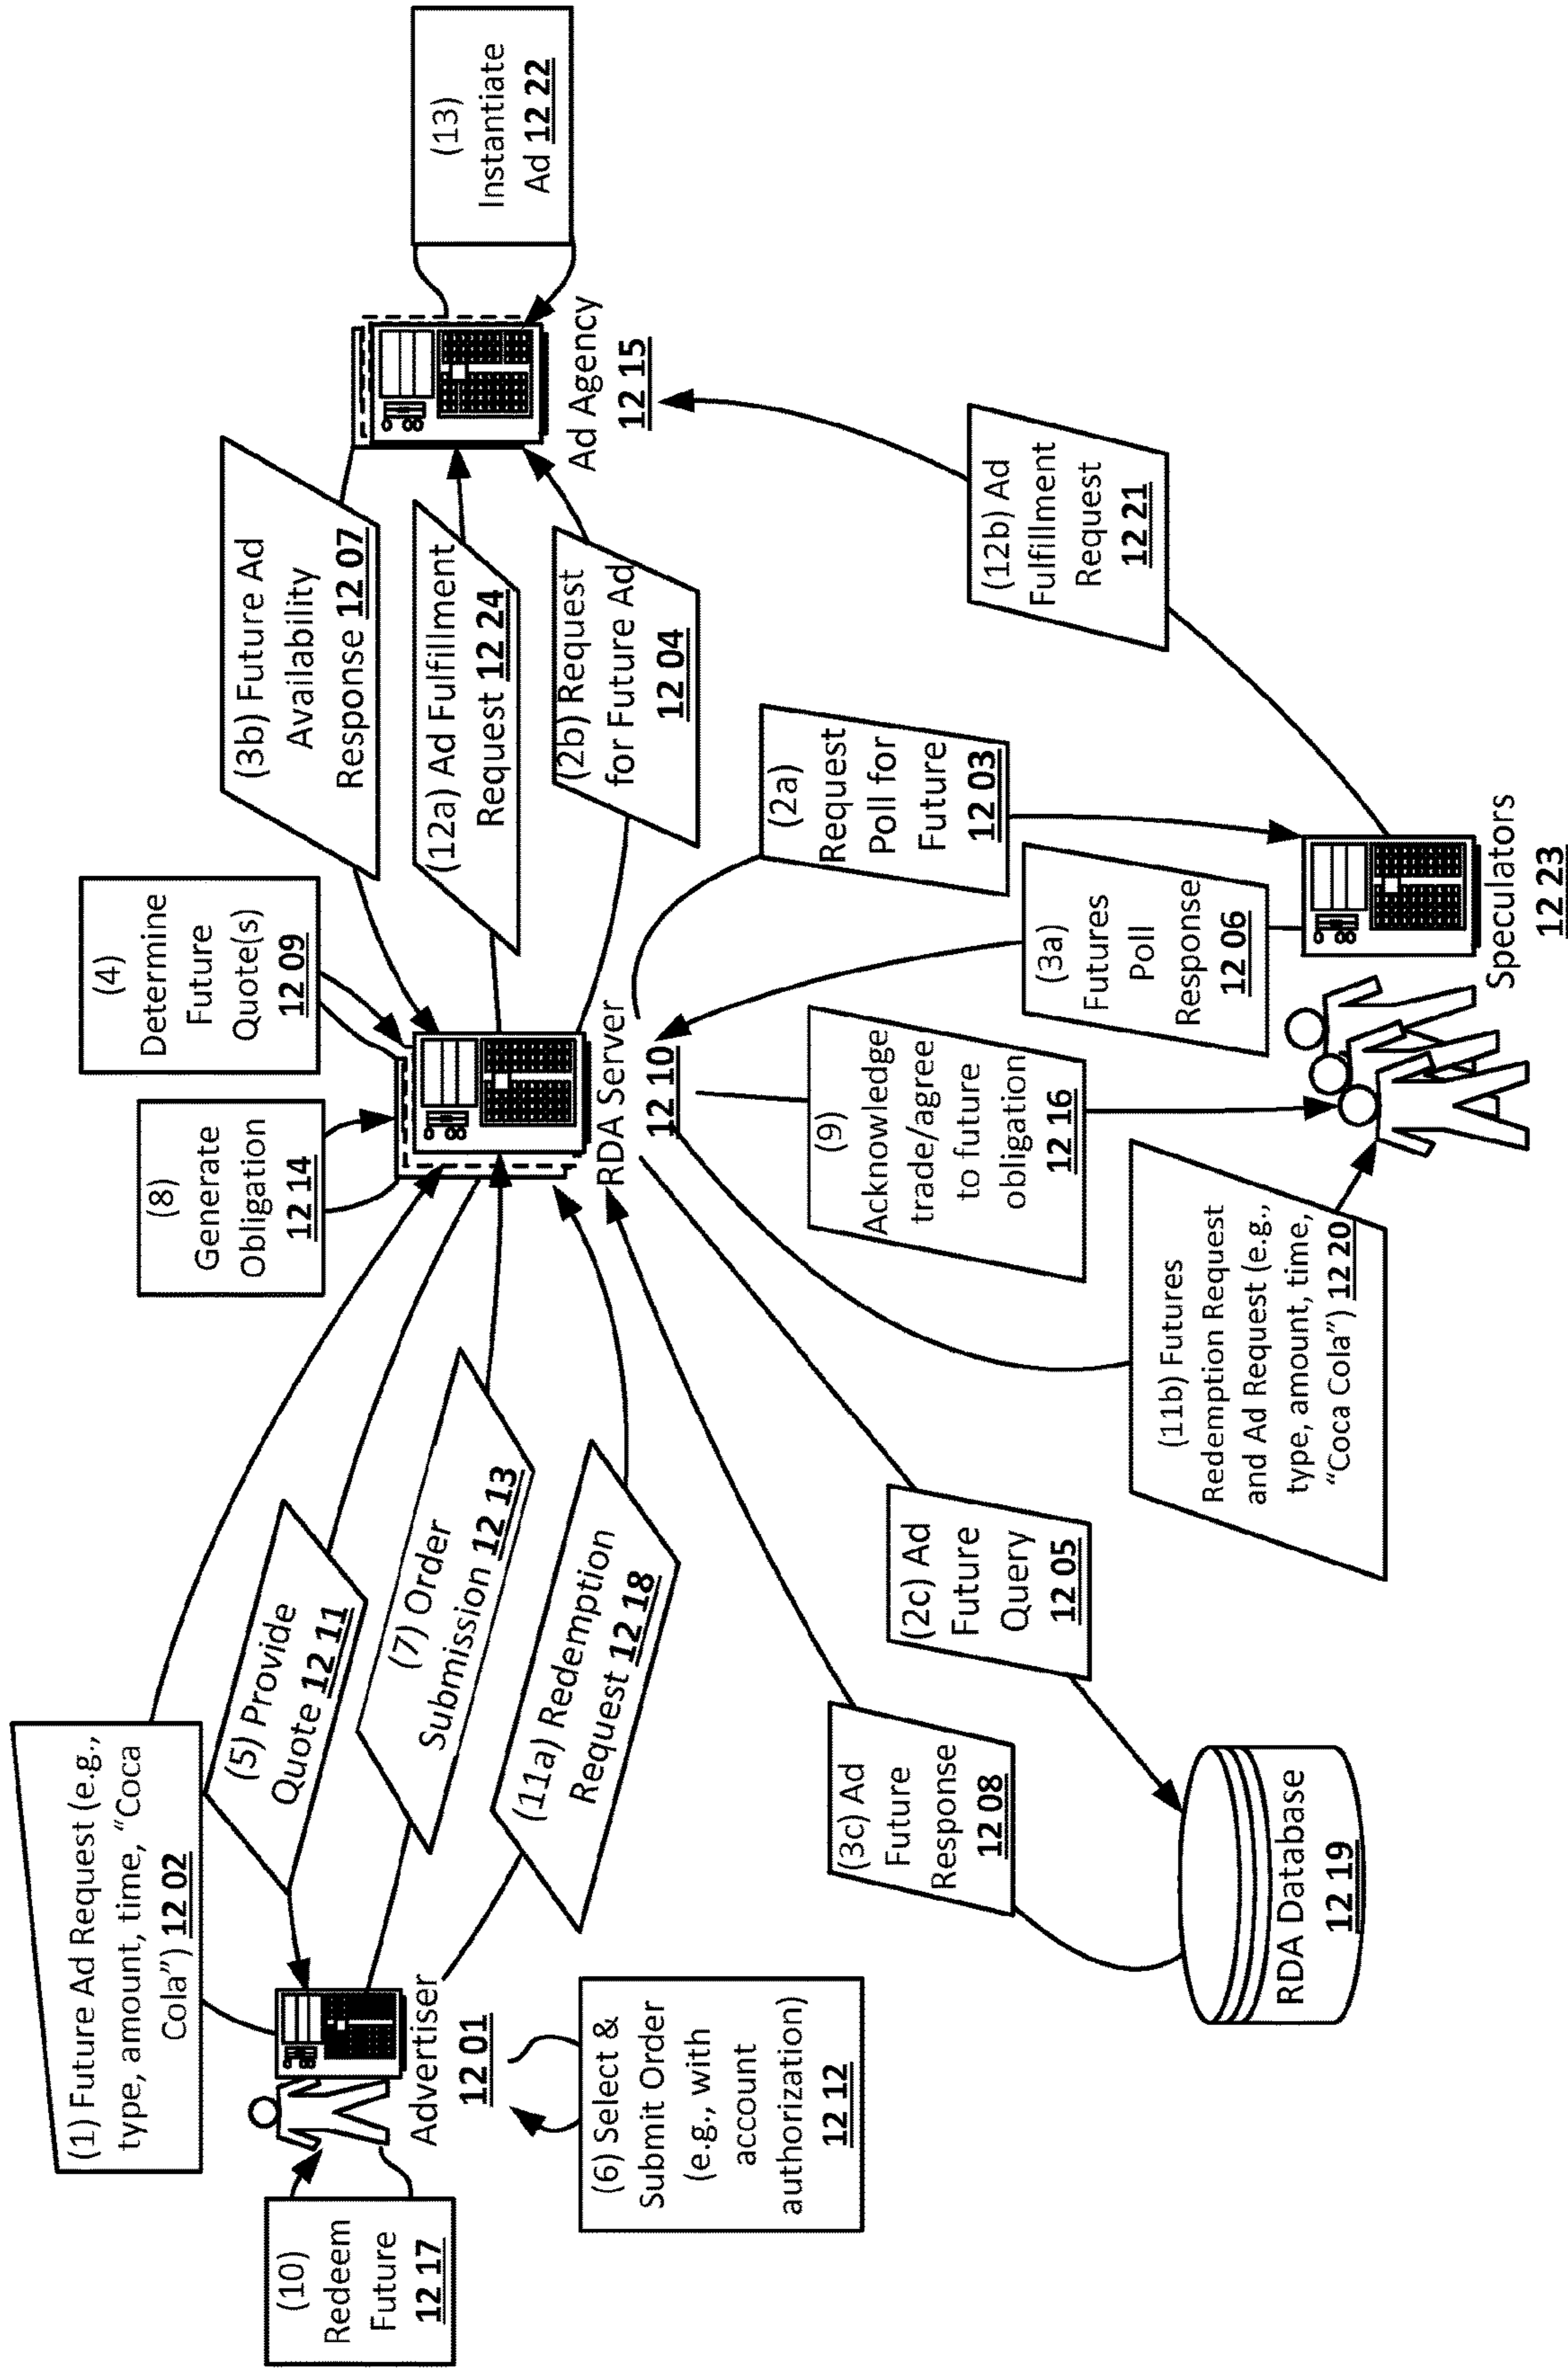 (1) Future Ad Request (e.g.,
type, amount, time, “Coca
Cola”) 12 02
(10)
Redeem
Future
12 17
Advertiser
12 01
(6) Select &
Submit Order
(e.g., with
account
authorization)
12 12
(5) Provide
Quote 12 11
(7) Order
Submission 12 13
(11a) Redemption
Request 12 18
(8)
Generate
Obligation
12 14
(4)
Determine
Future
Quote(s)
12 09
RDA Server
12 10
(3b) Future Ad
Availability
Response 12 07
(12a) Ad Fulfillment
Request 12 24
(2b) Request
for Future Ad
12 04
Ad Agency
12 15
(13)
Instantiate
Ad 12 22
(3c) Ad
Future
Response
12 08
(2c) Ad
Future
Query
12 05
RDA Database
12 19
(9)
Acknowledge
trade/agree
to future
obligation
12 16
(2a)
Request
Poll for
Future
12 03
(3a)
Futures
Poll
Response
12 06
(11b) Futures
Redemption Request
and Ad Request (e.g.,
type, amount, time,
“Coca Cola”) 12 20
(12b) Ad
Fulfillment
Request
12 21
Speculators
12 23